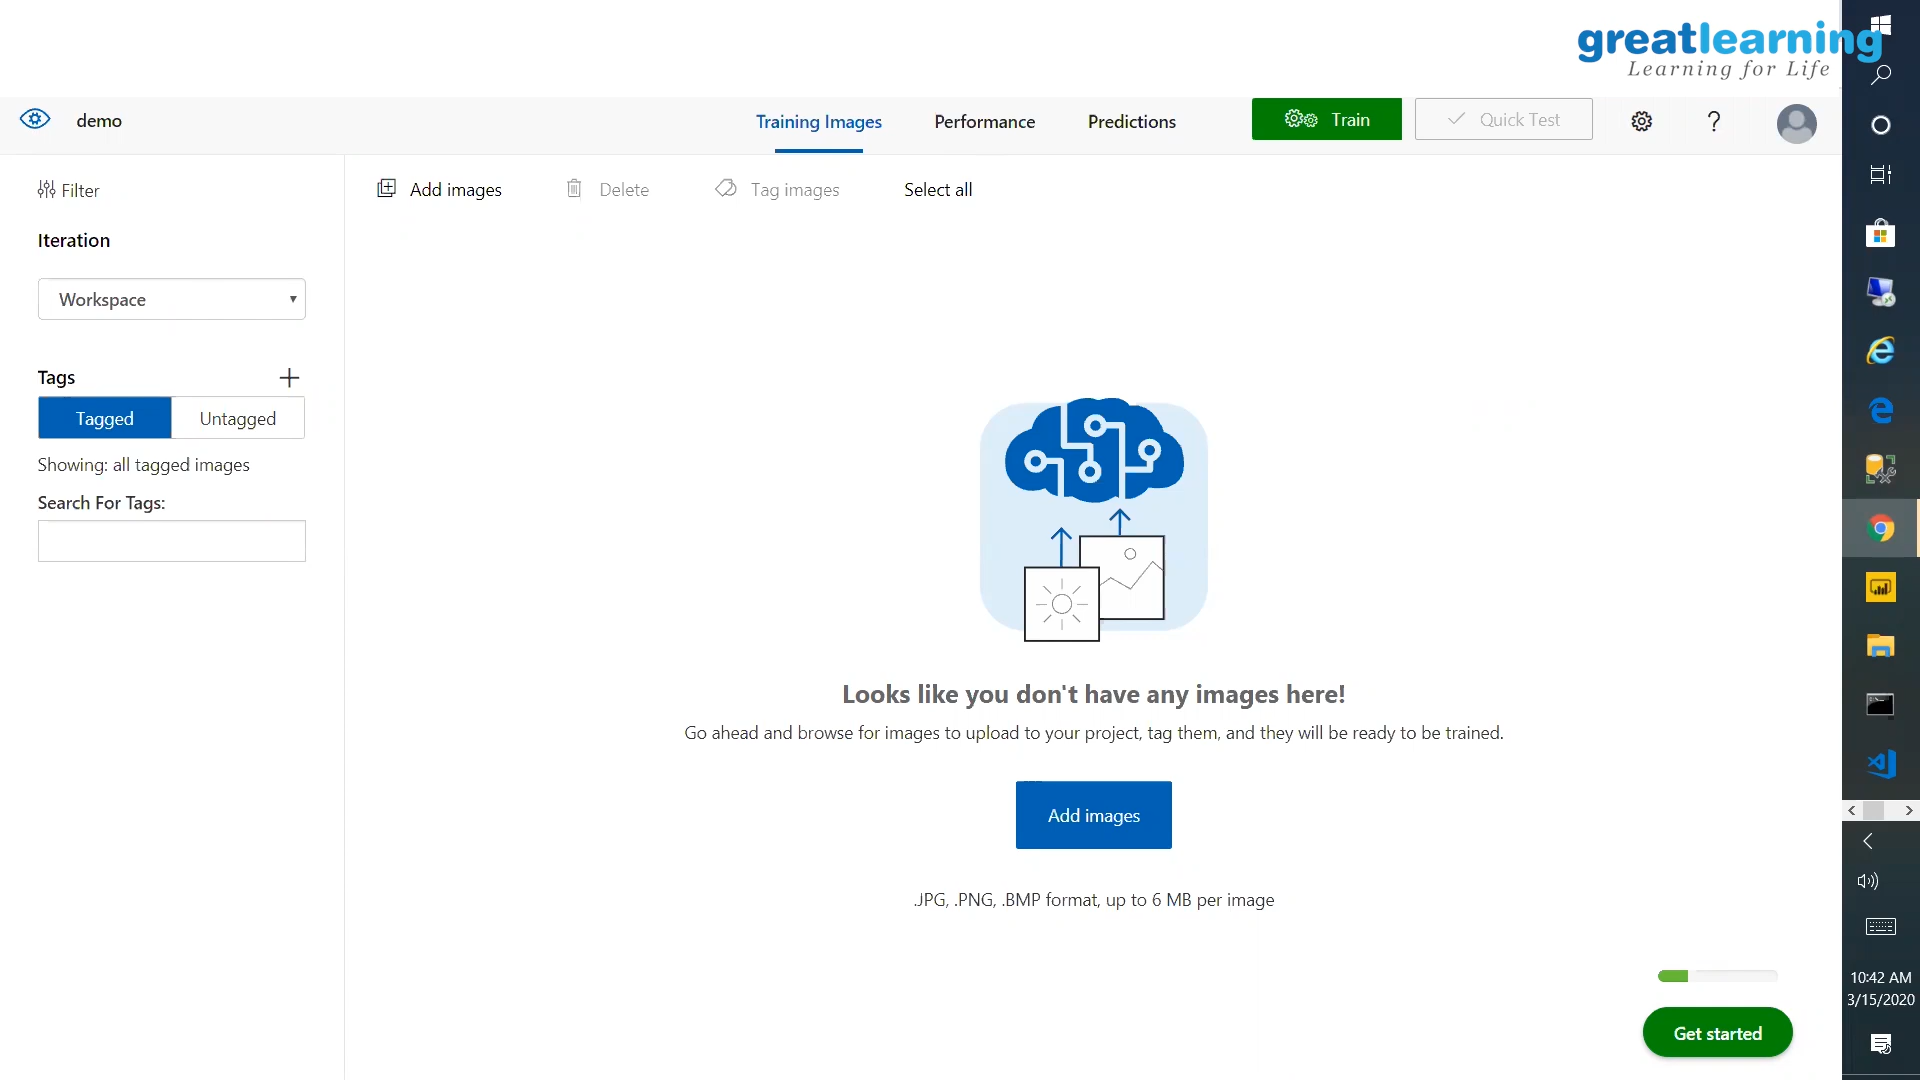 greatlearning
Learning for Life
demo
Training Images
Performance
Predictions
Train
Quick Test
?
Filter
Add images
Delete
Tag images
Select all
Iteration
Workspace
Tags
Tagged
Untagged
Showing: all tagged images
Search For Tags:
Looks like you don't have any images here!
Go ahead and browse for images to upload to your project, tag them, and they will be ready to be trained.
Add images
.JPG, .PNG, .BMP format, up to 6 MB per image
10:42 AM
3/15/2020
Get started